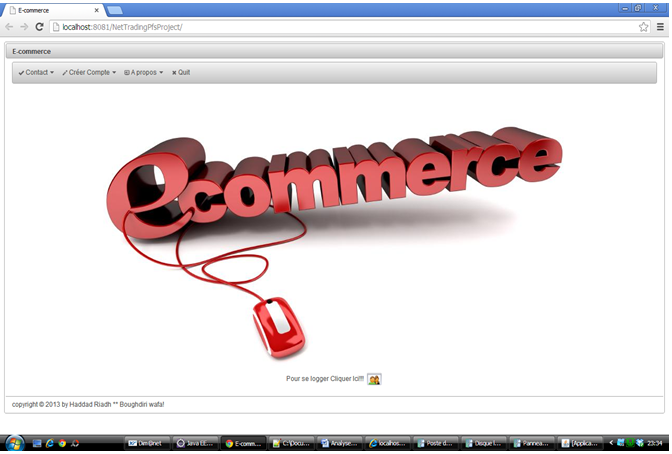 E-commerce
localhost:8081/NetTradingPfsProject/
E-commerce
Contact Créer Compte A propos Quit
ecommerce
Pour se logger Cliquer Ici!!!
copyright © 2013 by Haddad Riadh ** Boughdiri wafa!
Dim@net Java EE... E-comm... C:\Docu... Analyse... localhos... Poste d... Disque l... Pannea... [Applica... 23:34